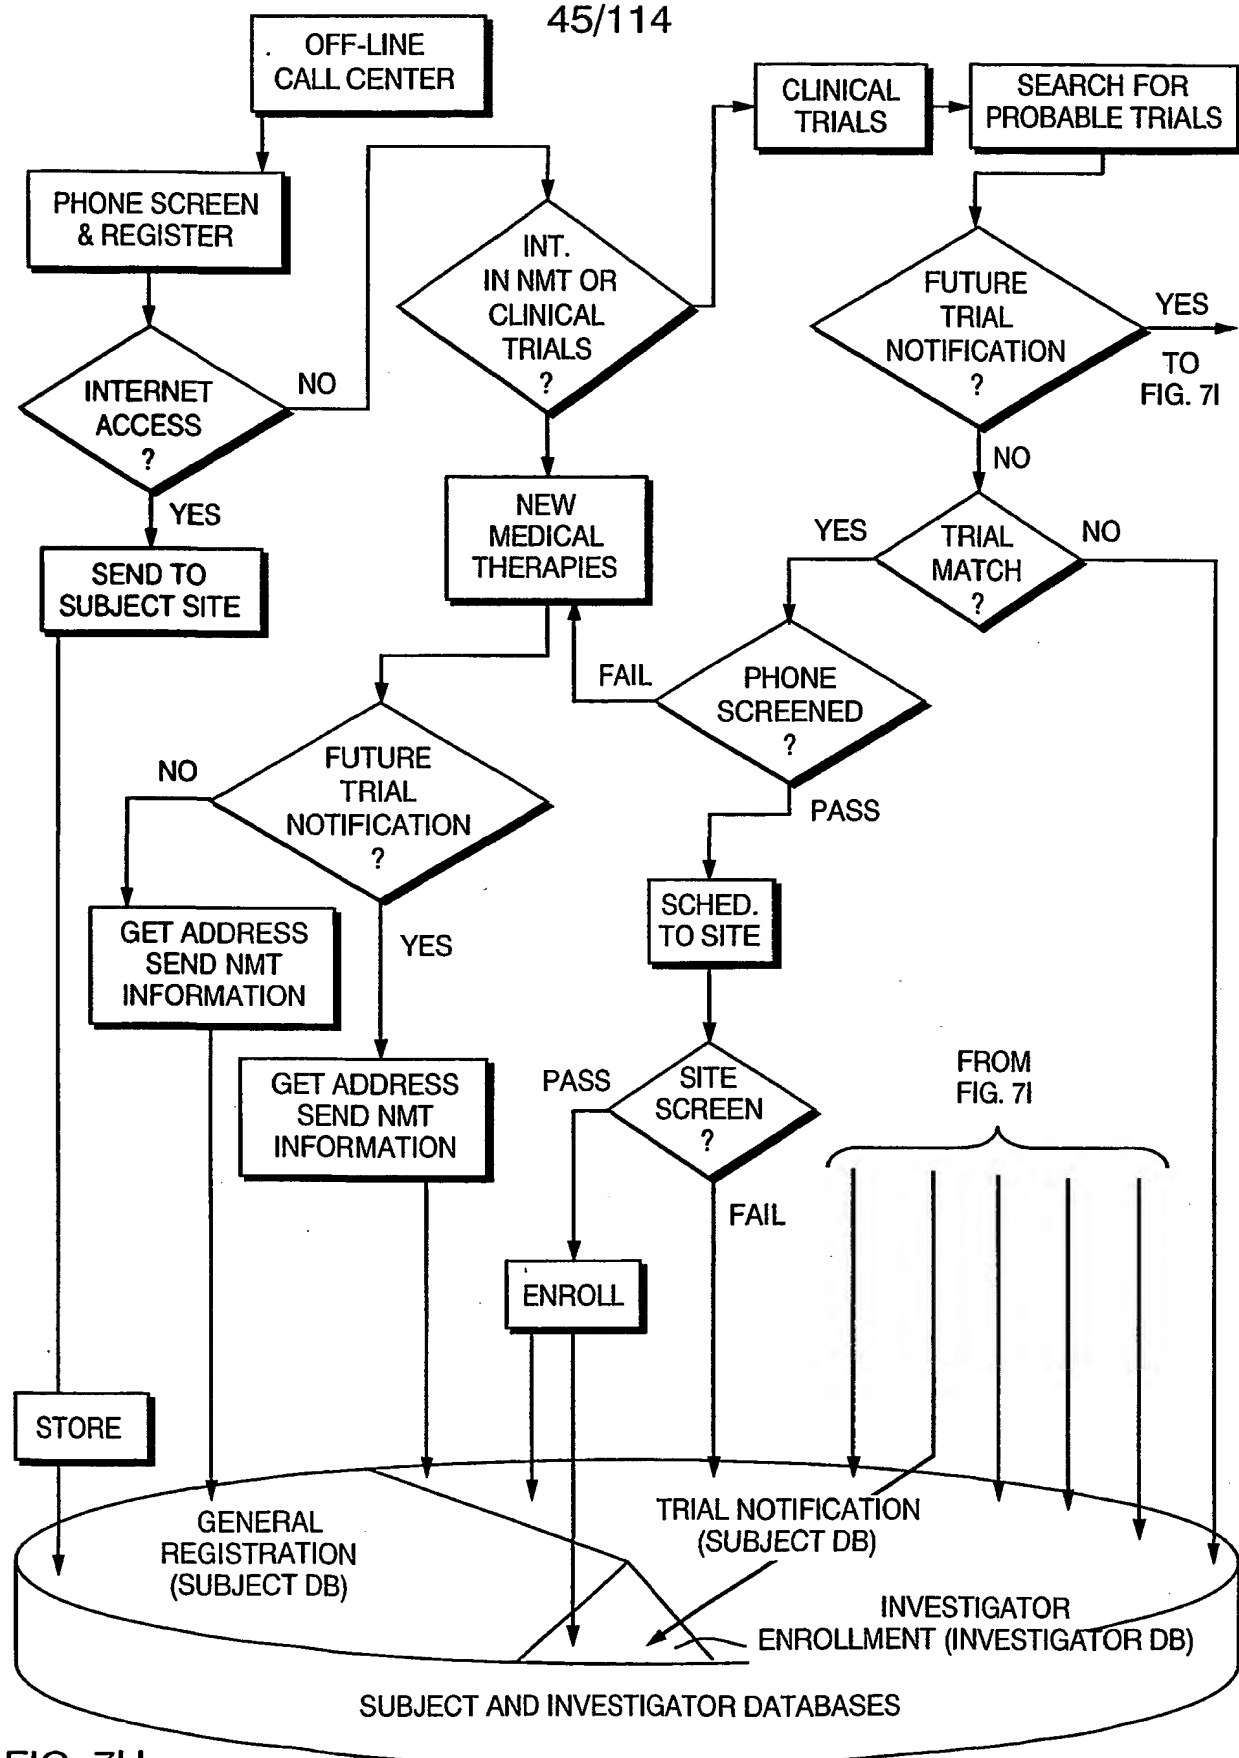 45/114
OFF-LINE
CALL CENTER
CLINICAL
TRIALS
SEARCH FOR
PROBABLE TRIALS
PHONE SCREEN
& REGISTER
INT.
IN NMT OR
CLINICAL
TRIALS
?
FUTURE
TRIAL
NOTIFICATION
?
YES
TO
FIG. 7I
INTERNET
ACCESS
?
NO
YES
NO
NEW
MEDICAL
THERAPIES
YES
TRIAL
MATCH
?
NO
SEND TO
SUBJECT SITE
FAIL
PHONE
SCREENED
?
PASS
NO
FUTURE
TRIAL
NOTIFICATION
?
YES
GET ADDRESS
SEND NMT
INFORMATION
SCHED.
TO SITE
GET ADDRESS
SEND NMT
INFORMATION
PASS
SITE
SCREEN
?
FAIL
FROM
FIG. 7I
ENROLL
STORE
GENERAL
REGISTRATION
(SUBJECT DB)
TRIAL NOTIFICATION
(SUBJECT DB)
INVESTIGATOR
ENROLLMENT (INVESTIGATOR DB)
SUBJECT AND INVESTIGATOR DATABASES